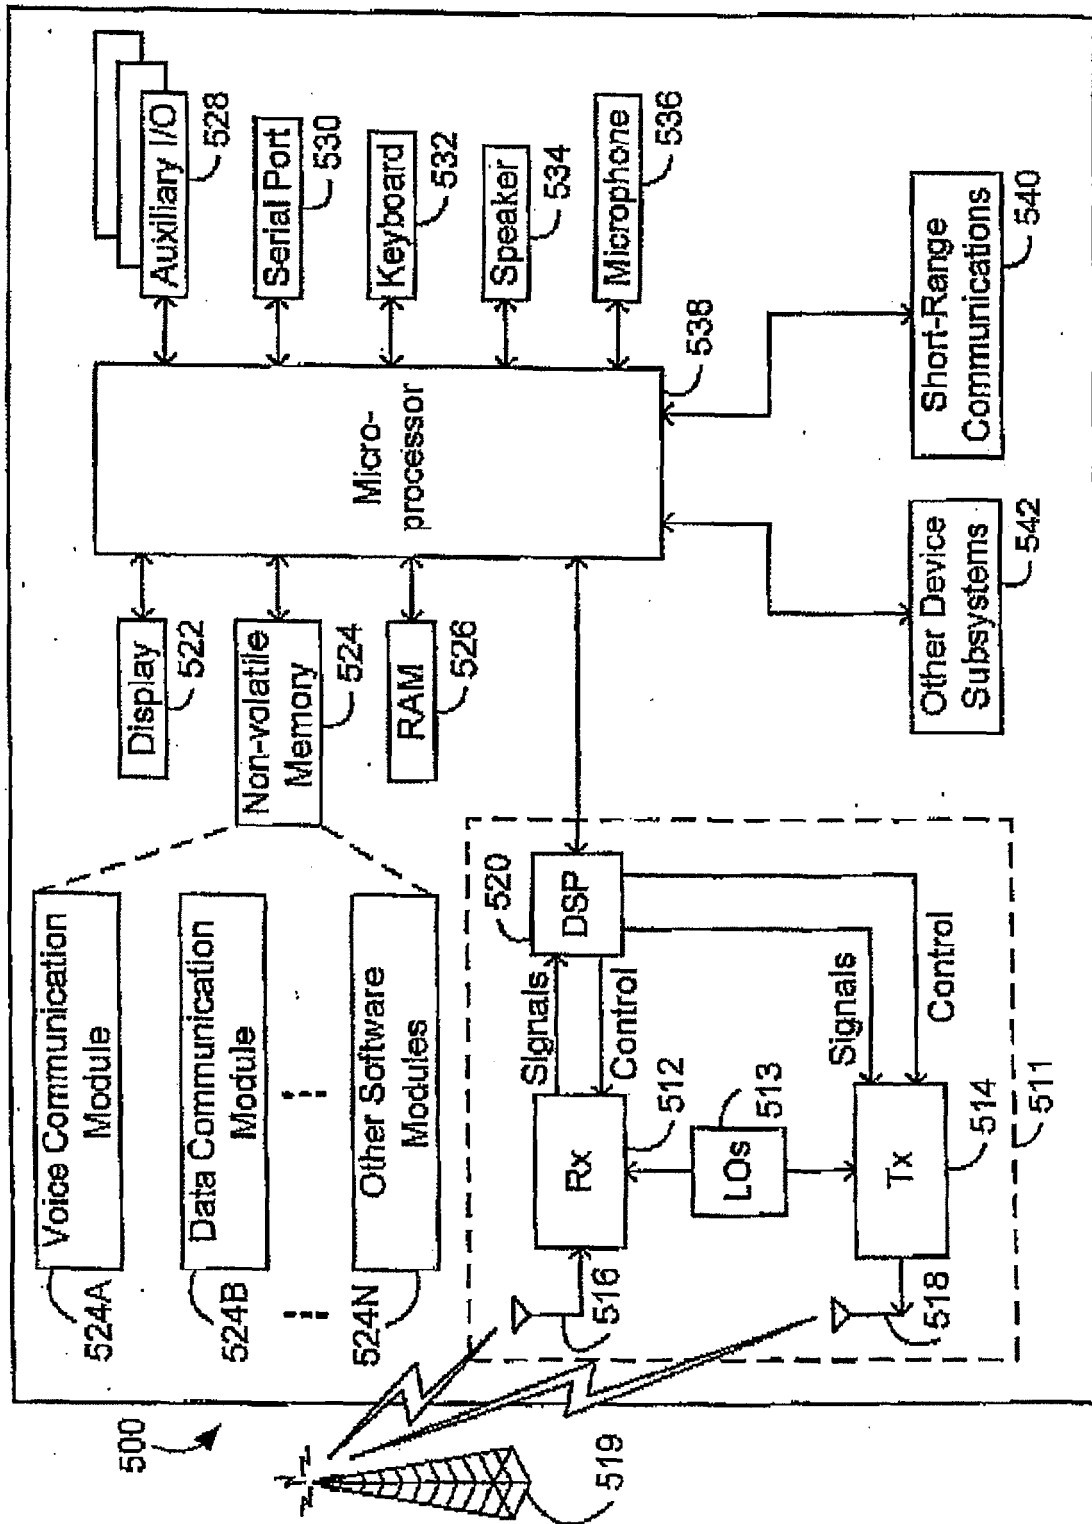 500
519
524A
Voice Communication
Module
524B
Data Communication
Module
524N
Other Software
Modules
Display
522
Non-volatile
Memory
524
RAM
526
Micro-
processor
538
Auxiliary I/O
528
Serial Port
530
Keyboard
532
Speaker
534
Microphone
536
516
Rx
512
Signals
Control
DSP
520
LOs
513
518
Tx
514
Signals
Control
511
Other Device
Subsystems
542
Short-Range
Communications
540